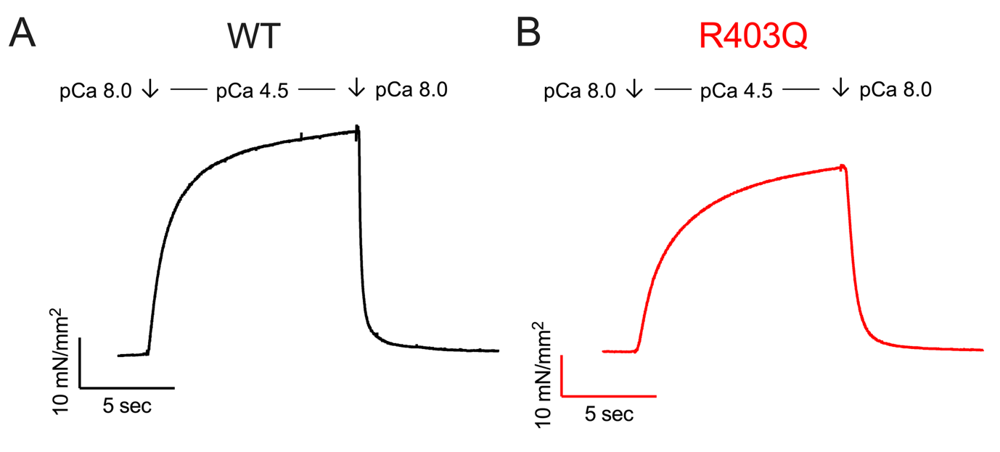 A WT
pCa 8.0 ↓ — pCa 4.5 — ↓ pCa 8.0
10 mN/mm²
5 sec
B R403Q
pCa 8.0 ↓ — pCa 4.5 — ↓ pCa 8.0
10 mN/mm²
5 sec